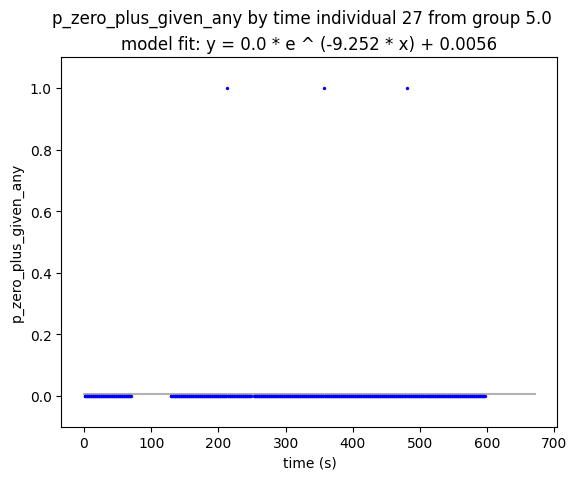 p_zero_plus_given_any by time individual 27 from group 5.0
model fit: y = 0.0 * e ^ (-9.252 * x) + 0.0056
p_zero_plus_given_any
1.0
0.8
0.6
0.4
0.2
0.0
0 100 200 300 400 500 600 700
time (s)